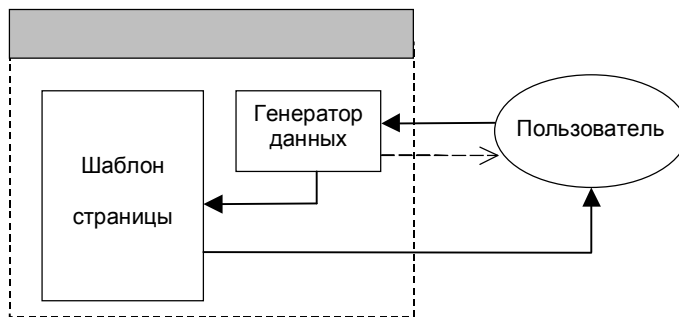 Генератор
данных
Пользователь
Шаблон
страницы